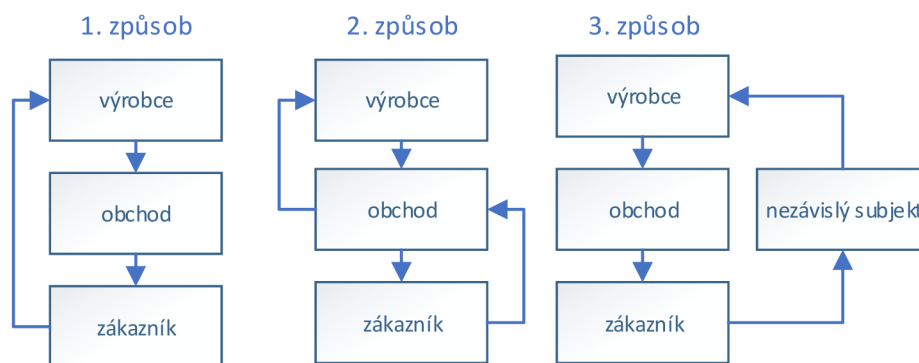 1. způsob
2. způsob
3. způsob
výrobce
výrobce
výrobce
obchod
obchod
obchod
nezávislý subjekt
zákazník
zákazník
zákazník